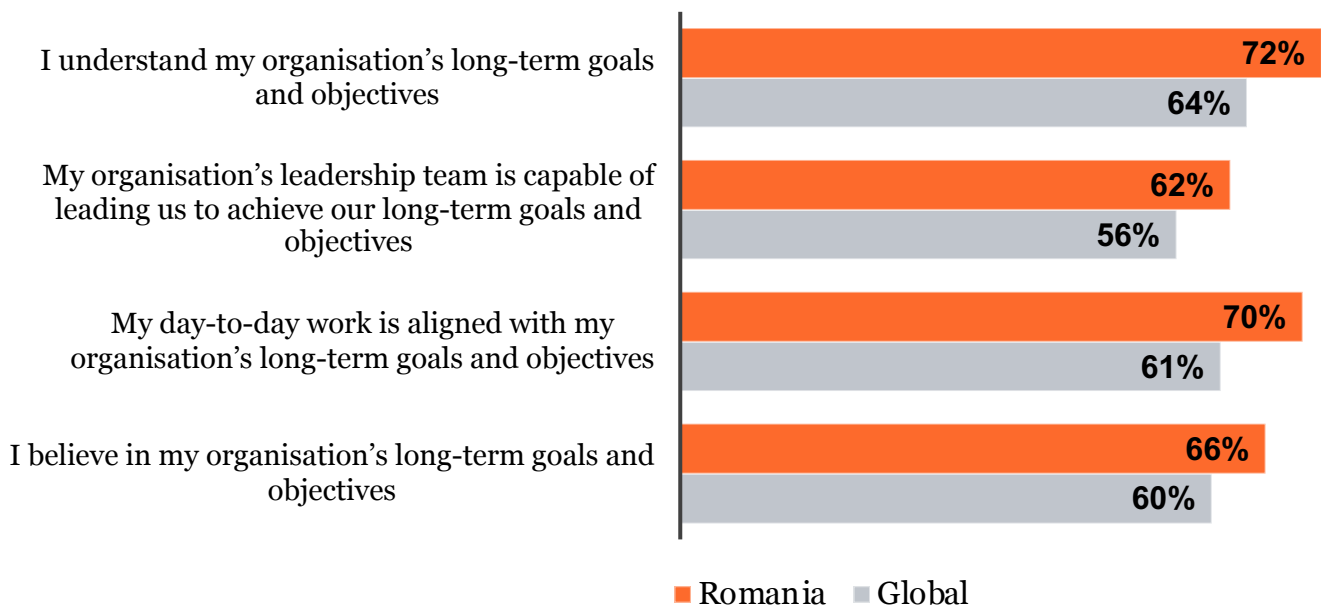 I understand my organisation’s long-term goals
and objectives
72%
64%
My organisation’s leadership team is capable of
leading us to achieve our long-term goals and
objectives
62%
56%
My day-to-day work is aligned with my
organisation’s long-term goals and objectives
70%
61%
I believe in my organisation’s long-term goals and
objectives
66%
60%
Romania Global